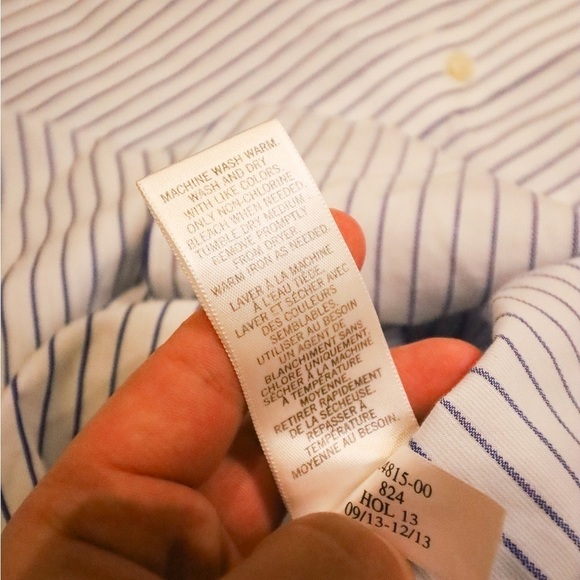 MACHINE WASH WARM.
WASH AND DRY
WITH LIKE COLORS.
ONLY NON-CHLORINE
BLEACH WHEN NEEDED.
TUMBLE DRY MEDIUM
REMOVE PROMPTLY
FROM DRYER.
WARM IRON AS NEEDED.
LAVER À LA MACHINE
À L'EAU TIÈDE.
LAVER ET SÉCHER AVEC
DES COULEURS
SEMBLABLES
UTILISER AU BESOIN
UN AGENT DE
BLANCHIMENT SANS
CHLORE UNIQUEMENT.
SÉCHER À LA MACHINE
À TEMPÉRATURE
MOYENNE.
RETIRER RAPIDEMENT
DE LA SÉCHEUSE.
REPASSER À
TEMPÉRATURE
MOYENNE AU BESOIN.
4815-00
824
HOL 13
09/13-12/13